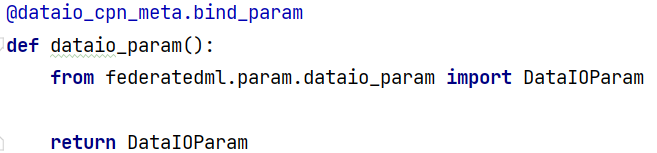 @dataio_cpn_meta.bind_param
def dataio_param():
    from federatedml.param.dataio_param import DataIOParam
    return DataIOParam